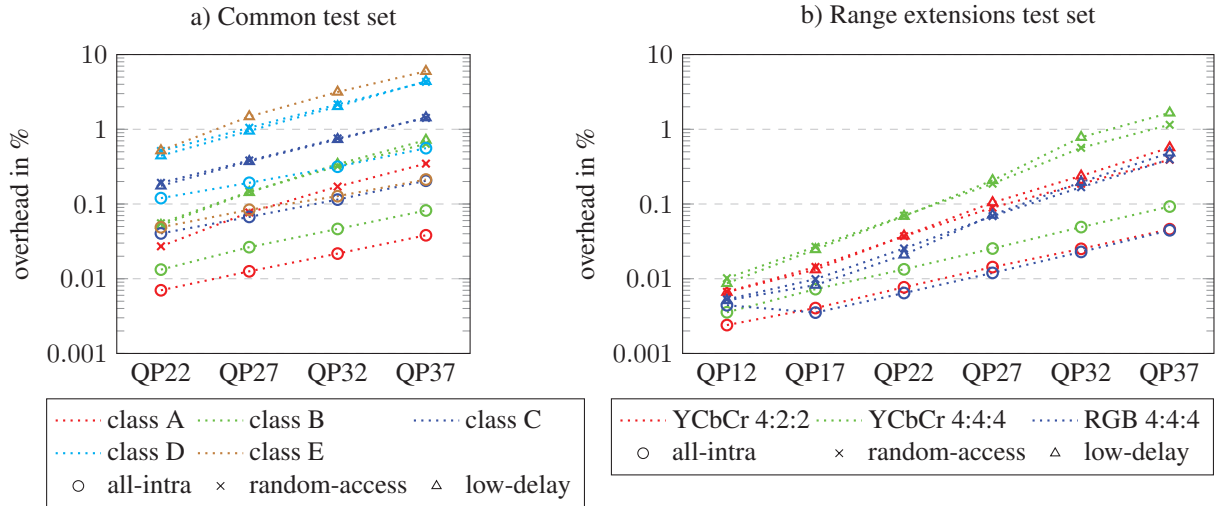 a) Common test set
10
1
0.1
0.01
0.001
overhead in %
QP22 QP27 QP32 QP37
class A class B class C
class D class E
all-intra random-access low-delay
b) Range extensions test set
10
1
0.1
0.01
0.001
overhead in %
QP12 QP17 QP22 QP27 QP32 QP37
YCbCr 4:2:2 YCbCr 4:4:4 RGB 4:4:4
all-intra random-access low-delay